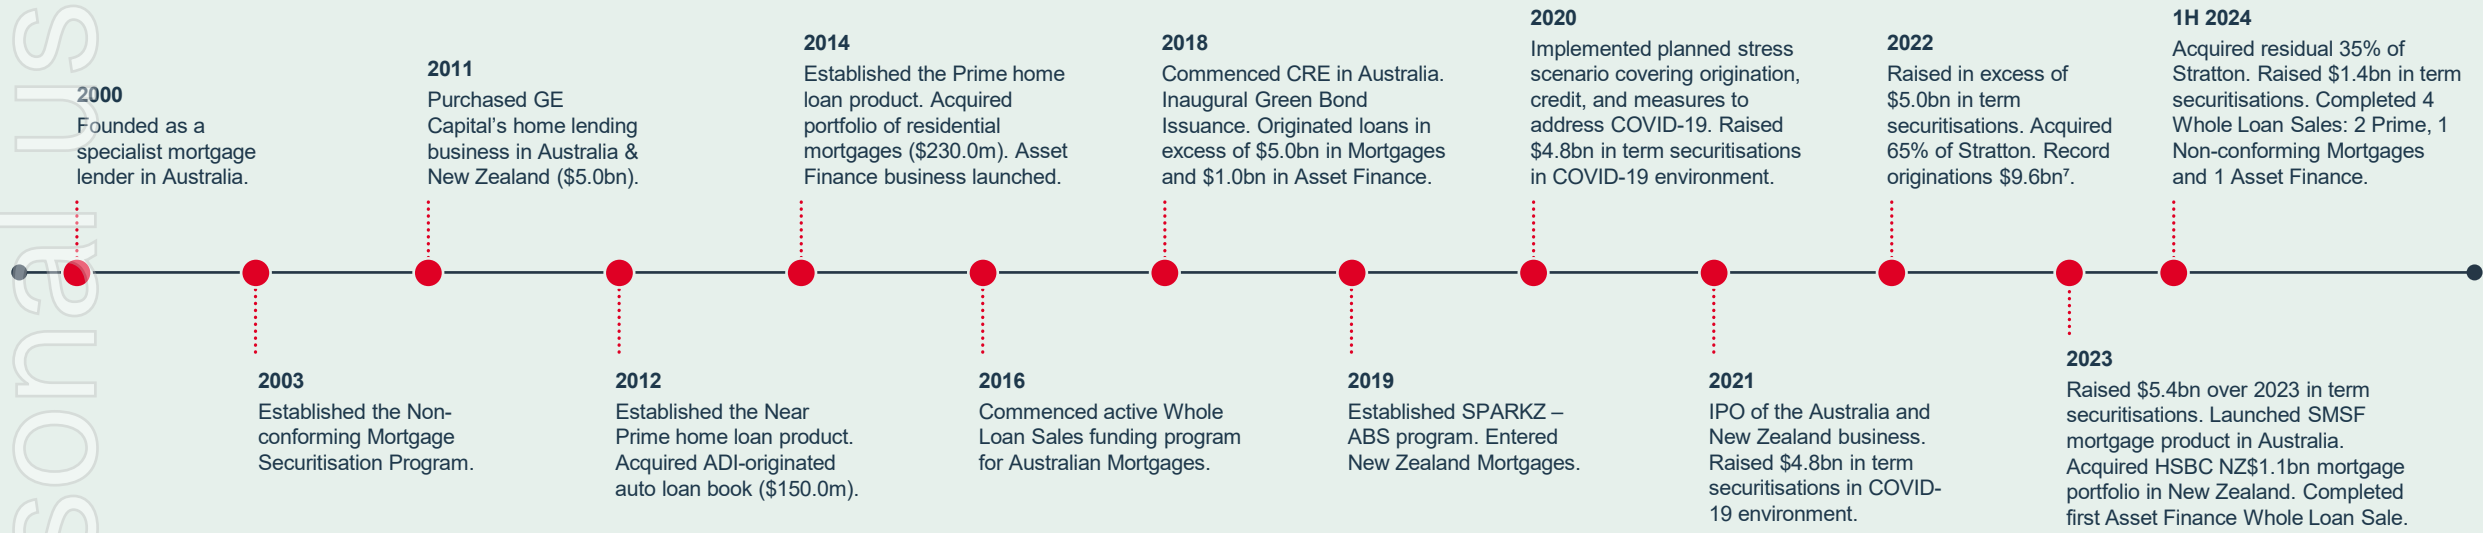 2000
Founded as a
specialist mortgage
lender in Australia.
2003
Established the Non-
conforming Mortgage
Securitisation Program.
2011
Purchased GE
Capital’s home lending
business in Australia &
New Zealand ($5.0bn).
2012
Established the Near
Prime home loan product.
Acquired ADI-originated
auto loan book ($150.0m).
2014
Established the Prime home
loan product. Acquired
portfolio of residential
mortgages ($230.0m). Asset
Finance business launched.
2016
Commenced active Whole
Loan Sales funding program
for Australian Mortgages.
2018
Commenced CRE in Australia.
Inaugural Green Bond
Issuance. Originated loans in
excess of $5.0bn in Mortgages
and $1.0bn in Asset Finance.
2019
Established SPARKZ –
ABS program. Entered
New Zealand Mortgages.
2020
Implemented planned stress
scenario covering origination,
credit, and measures to
address COVID-19. Raised
$4.8bn in term securitisations
in COVID-19 environment.
2021
IPO of the Australia and
New Zealand business.
Raised $4.8bn in term
securitisations in COVID-
19 environment.
2022
Raised in excess of
$5.0bn in term
securitisations. Acquired
65% of Stratton. Record
originations $9.6bn⁷.
2023
Raised $5.4bn over 2023 in term
securitisations. Launched SMSF
mortgage product in Australia.
Acquired HSBC NZ$1.1bn mortgage
portfolio in New Zealand. Completed
first Asset Finance Whole Loan Sale.
1H 2024
Acquired residual 35% of
Stratton. Raised $1.4bn in term
securitisations. Completed 4
Whole Loan Sales: 2 Prime, 1
Non-conforming Mortgages
and 1 Asset Finance.
sonal us